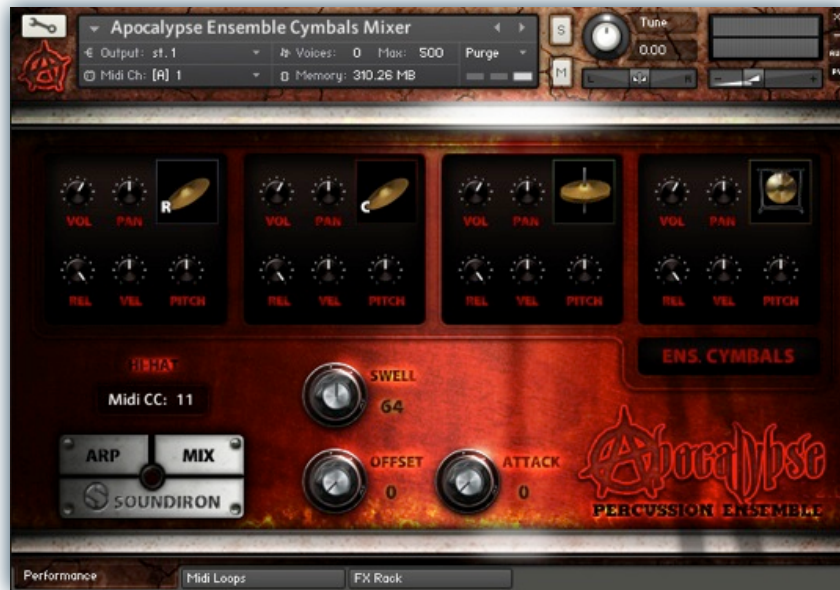 Apocalypse Ensemble Cymbals Mixer
S
Tune
Output: st.1
Voices: 0 Max: 500
Purge
0.00
Midi Ch: [A] 1
Memory: 310.26 MB
M
L
R
-
+
R
C
VOL PAN
VOL PAN
VOL PAN
VOL PAN
REL VEL PITCH
REL VEL PITCH
REL VEL PITCH
REL VEL PITCH
HI-HAT
ENS. CYMBALS
Midi CC: 11
SWELL
64
ARP
MIX
SOUNDIRON
OFFSET
0
ATTACK
0
Apocalypse
PERCUSSION ENSEMBLE
Performance
Midi Loops
FX Rack